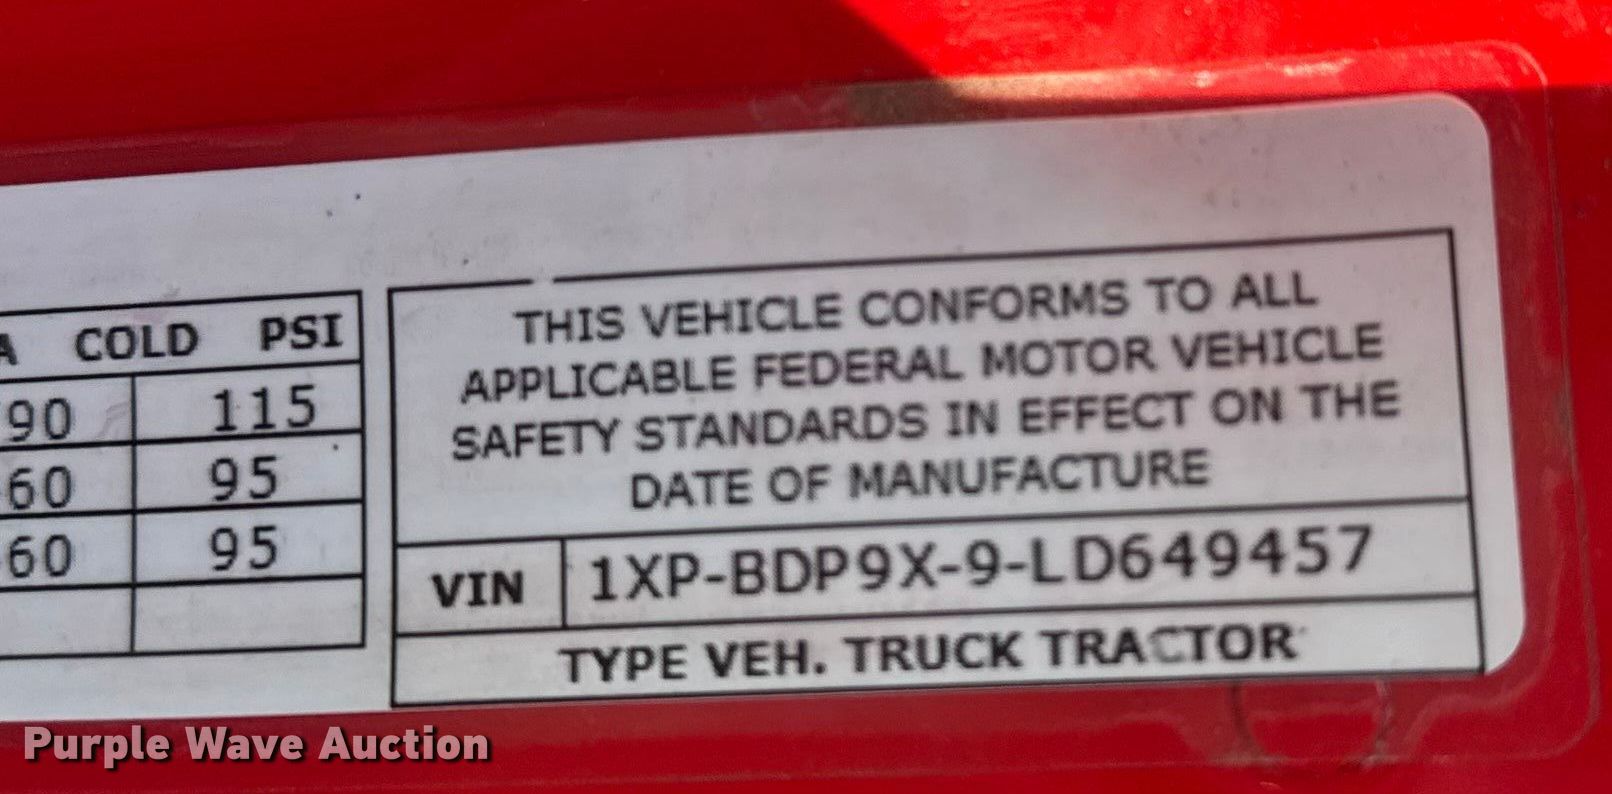 A COLD PSI
90 115
60 95
60 95
THIS VEHICLE CONFORMS TO ALL
APPLICABLE FEDERAL MOTOR VEHICLE
SAFETY STANDARDS IN EFFECT ON THE
DATE OF MANUFACTURE
VIN 1XP-BDP9X-9-LD649457
TYPE VEH. TRUCK TRACTOR
Purple Wave Auction